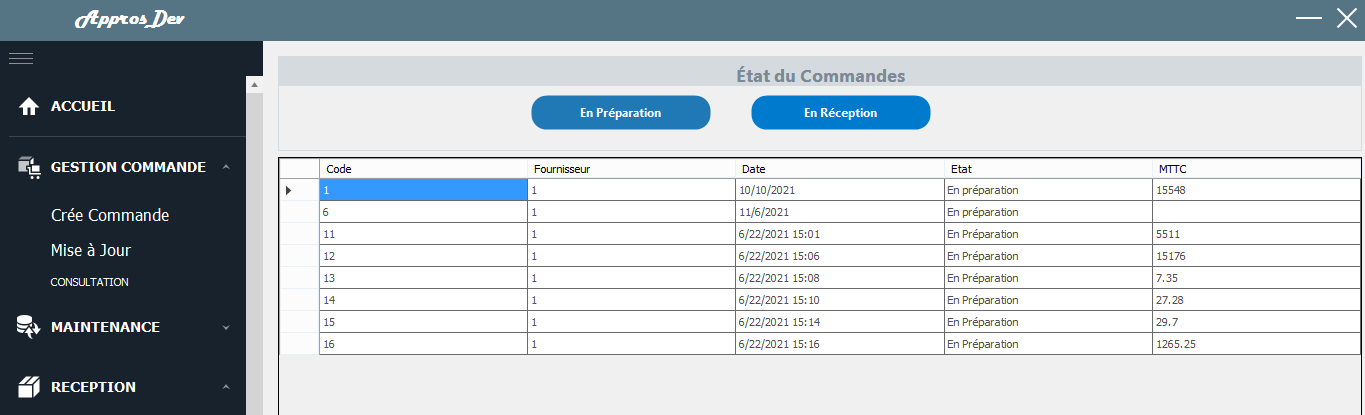 Appros Dev
ACCUEIL
GESTION COMMANDE
Crée Commande
Mise à Jour
CONSULTATION
MAINTENANCE
RECEPTION
État du Commandes
En Préparation En Réception
Code Fournisseur Date Etat MTTC
1 1 10/10/2021 En préparation 15548
6 1 11/6/2021 En préparation
11 1 6/22/2021 15:01 En Préparation 5511
12 1 6/22/2021 15:06 En Préparation 15176
13 1 6/22/2021 15:08 En Préparation 7.35
14 1 6/22/2021 15:10 En Préparation 27.28
15 1 6/22/2021 15:14 En Préparation 29.7
16 1 6/22/2021 15:16 En Préparation 1265.25